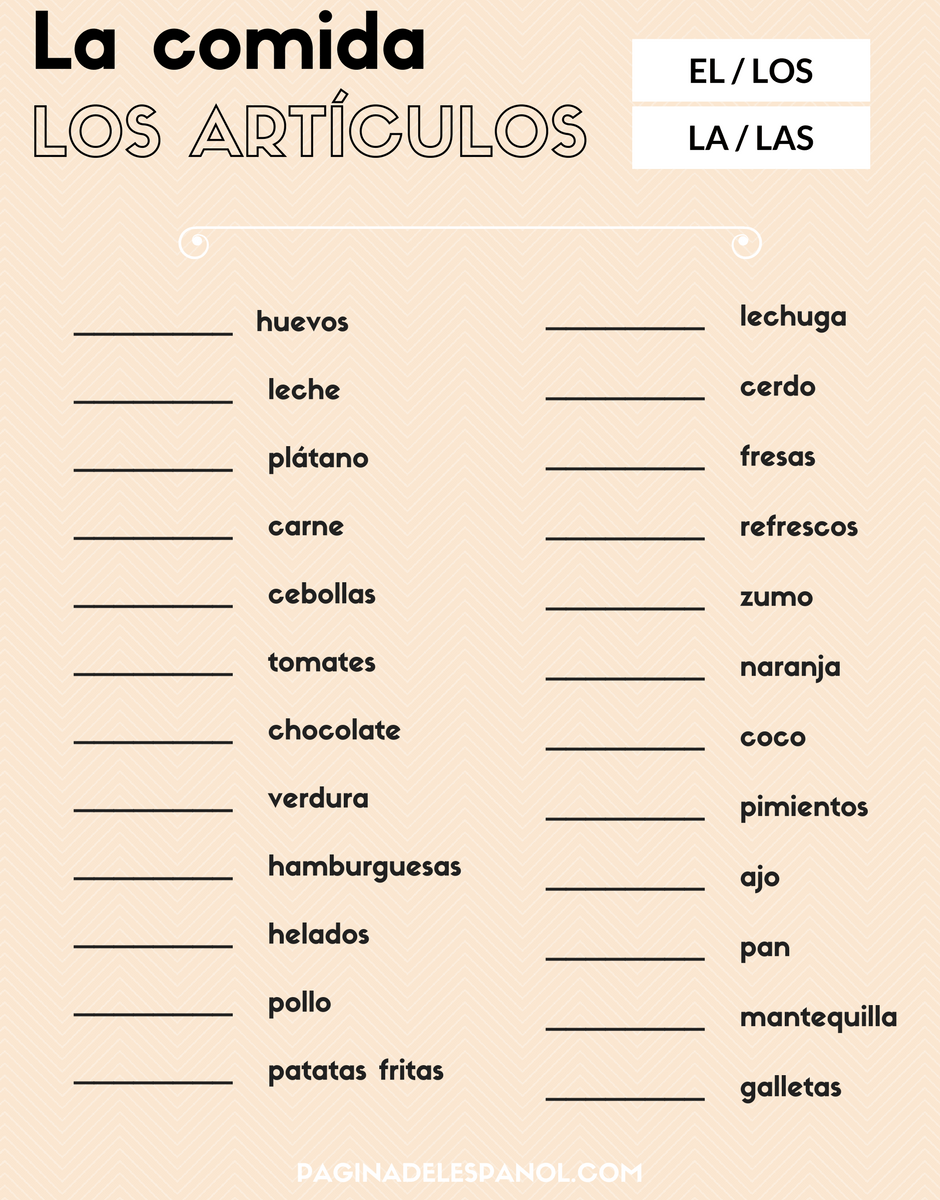 La comida
LOS ARTÍCULOS
EL / LOS
LA / LAS
__________ huevos
__________ leche
__________ plátano
__________ carne
__________ cebollas
__________ tomates
__________ chocolate
__________ verdura
__________ hamburguesas
__________ helados
__________ pollo
__________ patatas fritas
__________ lechuga
__________ cerdo
__________ fresas
__________ refrescos
__________ zumo
__________ naranja
__________ coco
__________ pimientos
__________ ajo
__________ pan
__________ mantequilla
__________ galletas
PAGINADELESPANOL.COM